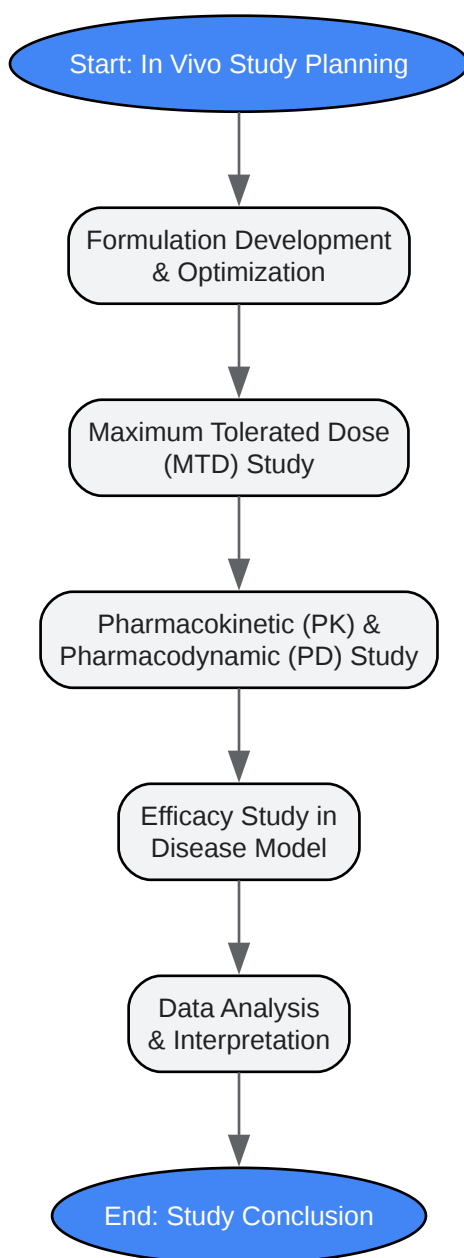 Start: In Vivo Study Planning
Formulation Development
& Optimization
Maximum Tolerated Dose
(MTD) Study
Pharmacokinetic (PK) &
Pharmacodynamic (PD) Study
Efficacy Study in
Disease Model
Data Analysis
& Interpretation
End: Study Conclusion